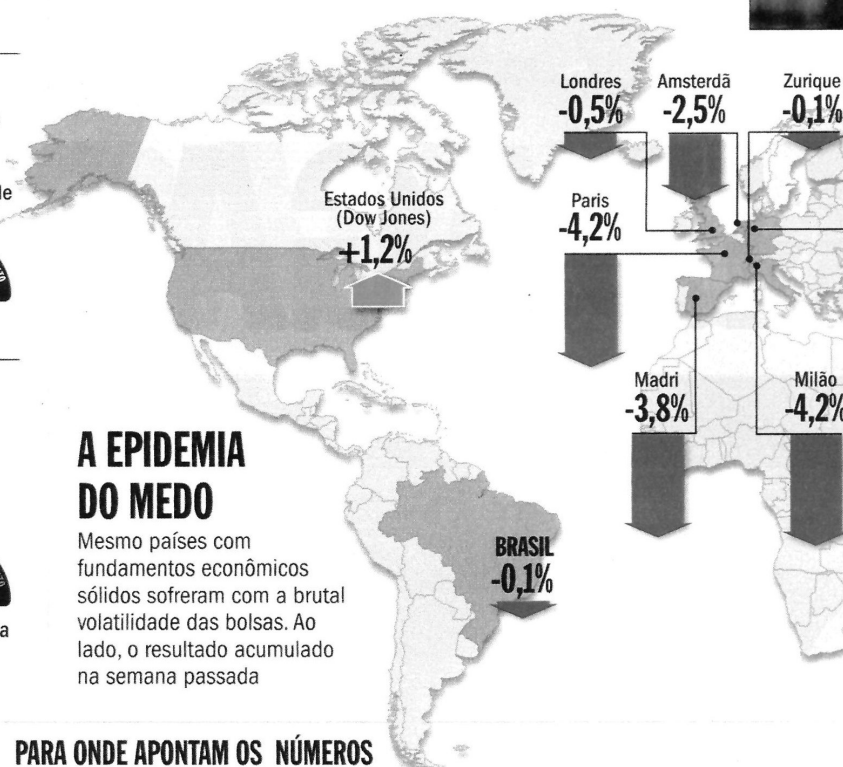 Londres
-0,5%
Amsterdã
-2,5%
Zurique
-0,1%
Estados Unidos
(Dow Jones)
+1,2%
Paris
-4,2%
Madri
-3,8%
Milão
-4,2%
A EPIDEMIA
DO MEDO
Mesmo países com
fundamentos econômicos
sólidos sofreram com a brutal
volatilidade das bolsas. Ao
lado, o resultado acumulado
na semana passada
BRASIL
-0,1%
PARA ONDE APONTAM OS NÚMEROS